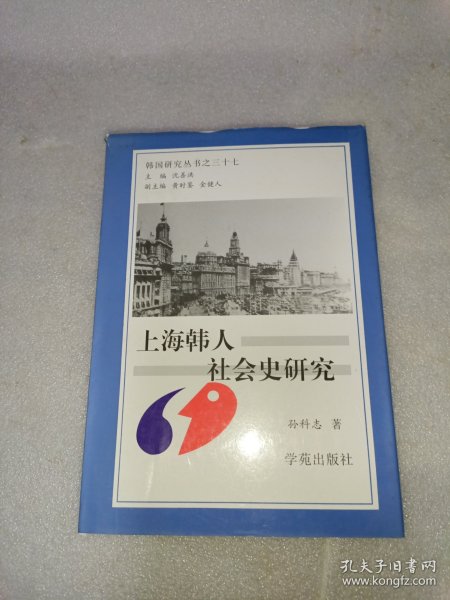 韩国研究丛书之三十七
主 编 沈善洪
副主编 黄时鉴 金健人
上海韩人
社会史研究
孙科志 著
学苑出版社
孔夫子旧书网
www.kongfz.com